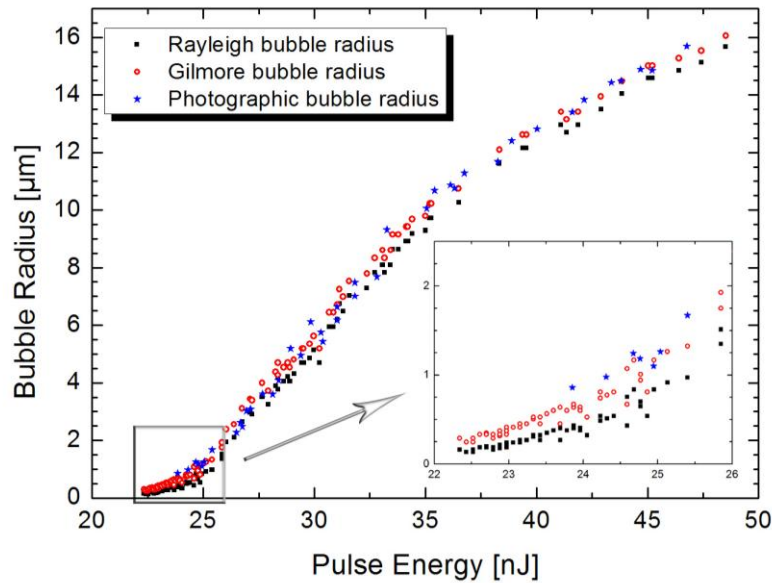 16
14
12
10
8
6
4
2
0
Bubble Radius [µm]
Rayleigh bubble radius
Gilmore bubble radius
Photographic bubble radius
2
1
0
22 23 24 25 26
20 25 30 35 40 45 50
Pulse Energy [nJ]